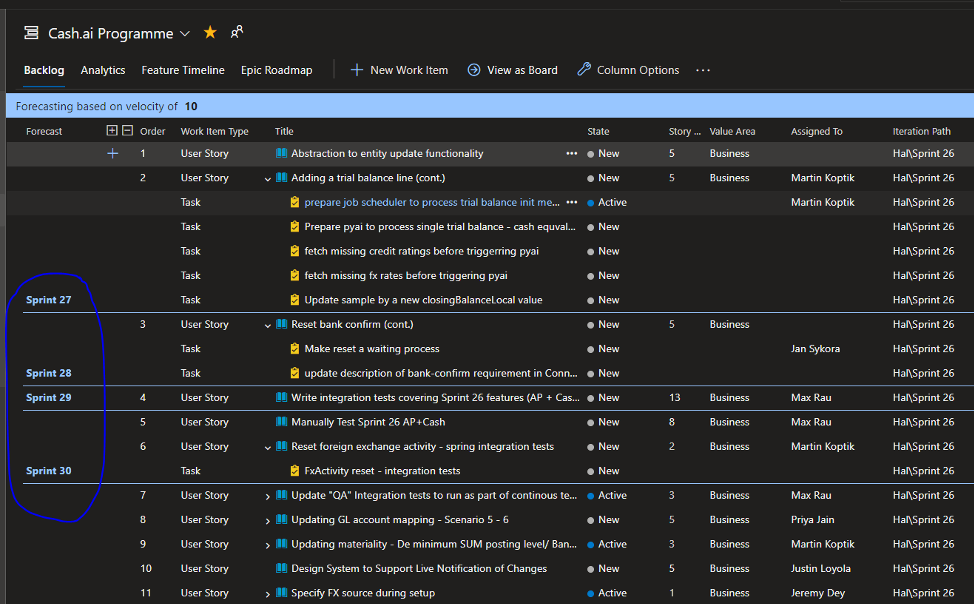 Cash.ai Programme
Backlog Analytics Feature Timeline Epic Roadmap New Work Item View as Board Column Options ...
Forecasting based on velocity of 10
Forecast Order Work Item Type Title State Story ... Value Area Assigned To Iteration Path
1 User Story Abstraction to entity update functionality ... New 5 Business Hal\Sprint 26
2 User Story Adding a trial balance line (cont.) New 5 Business Martin Koptik Hal\Sprint 26
Task prepare job scheduler to process trial balance init me... ... Active Martin Koptik Hal\Sprint 26
Task Prepare pyai to process single trial balance - cash equval... New Hal\Sprint 26
Task fetch missing credit ratings before triggerring pyai New Hal\Sprint 26
Task fetch missing fx rates before triggering pyai New Hal\Sprint 26
Sprint 27 Task Update sample by a new closingBalanceLocal value New Hal\Sprint 26
3 User Story Reset bank confirm (cont.) New 5 Business Hal\Sprint 26
Task Make reset a waiting process New Jan Sykora Hal\Sprint 26
Sprint 28 Task update description of bank-confirm requirement in Conn... New Hal\Sprint 26
Sprint 29 4 User Story Write integration tests covering Sprint 26 features (AP + Cas... New 13 Business Max Rau Hal\Sprint 26
5 User Story Manually Test Sprint 26 AP+Cash New 8 Business Max Rau Hal\Sprint 26
6 User Story Reset foreign exchange activity - spring integration tests New 2 Business Martin Koptik Hal\Sprint 26
Sprint 30 Task FxActivity reset - integration tests New Hal\Sprint 26
7 User Story Update "QA" Integration tests to run as part of continous te... Active 3 Business Max Rau Hal\Sprint 26
8 User Story Updating GL account mapping - Scenario 5 - 6 New 5 Business Priya Jain Hal\Sprint 26
9 User Story Updating materiality - De minimum SUM posting level/ Ban... Active 3 Business Martin Koptik Hal\Sprint 26
10 User Story Design System to Support Live Notification of Changes New 5 Business Justin Loyola Hal\Sprint 26
11 User Story Specify FX source during setup Active 1 Business Jeremy Dey Hal\Sprint 26